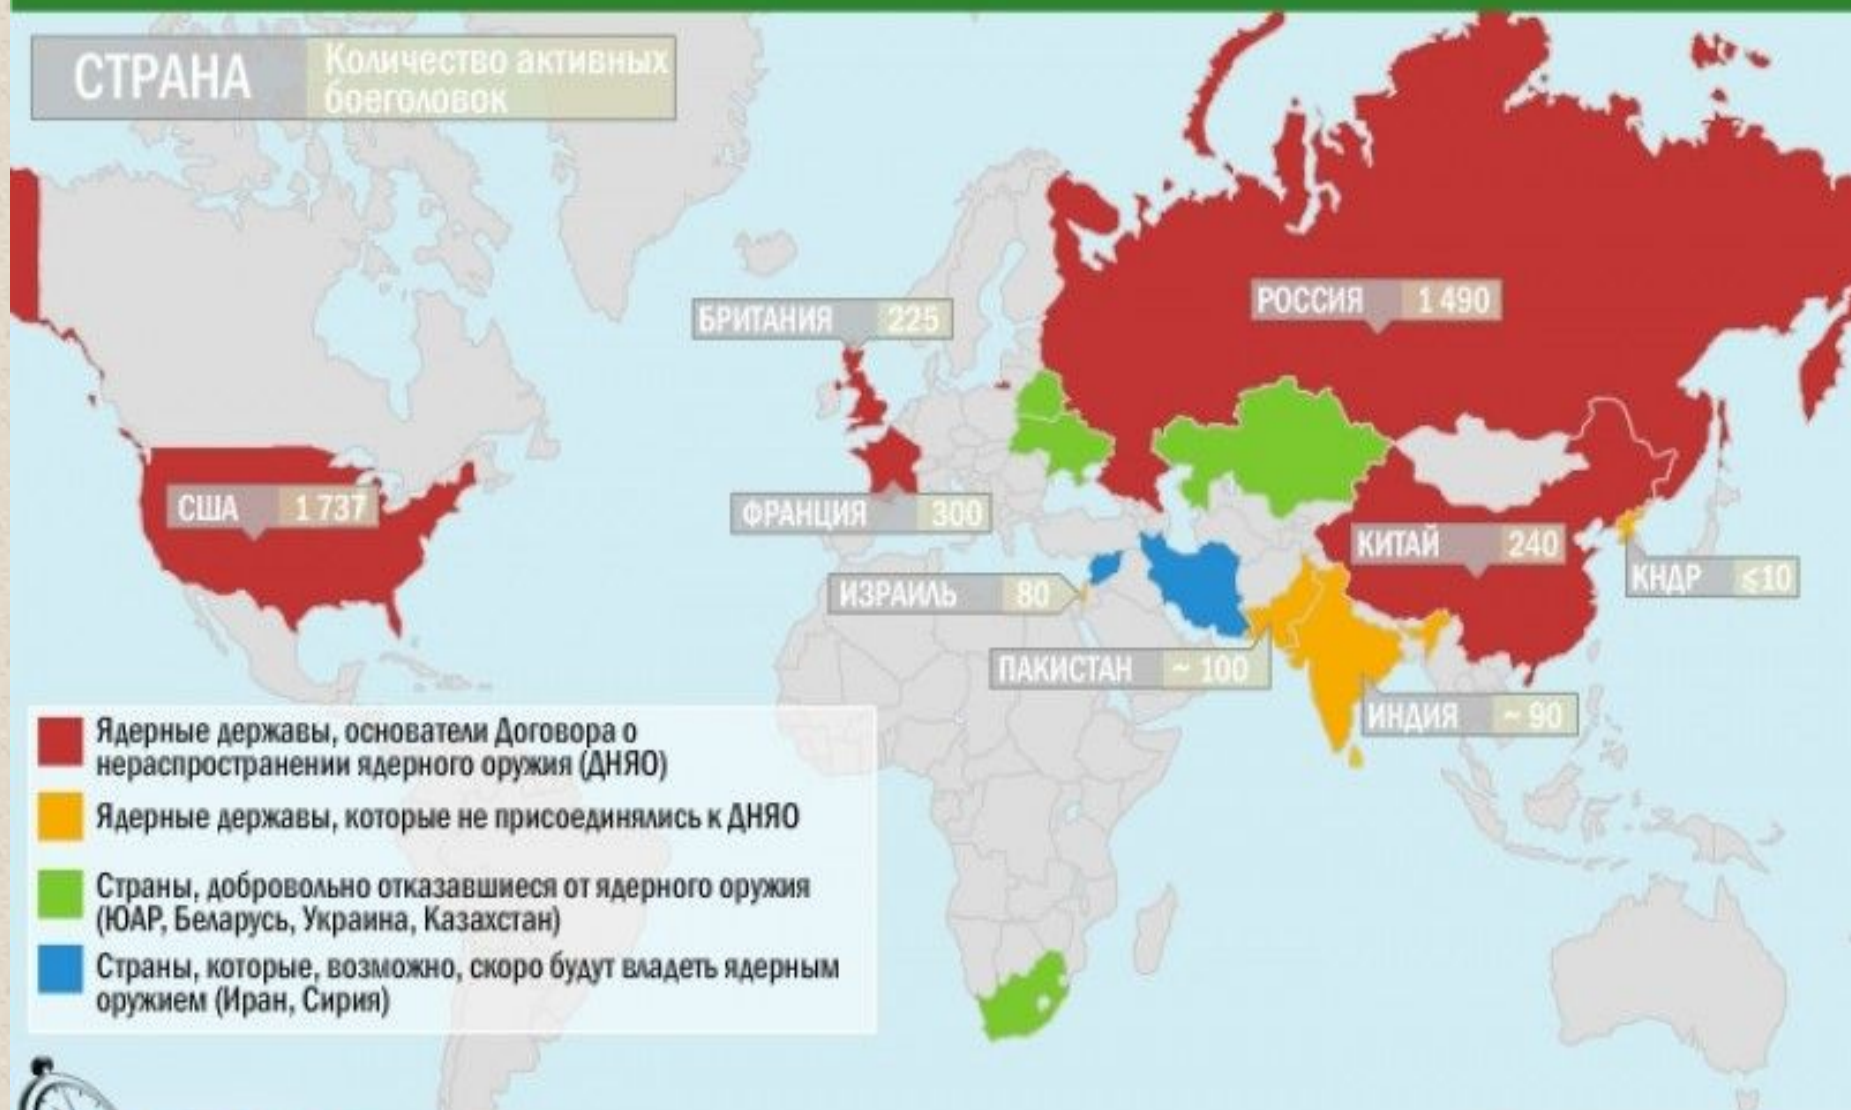 СТРАНА
Количество активных
боеголовок
РОССИЯ 1 490
БРИТАНИЯ 225
США 1 737
ФРАНЦИЯ 300
КИТАЙ 240
КНДР ≤10
ИЗРАИЛЬ 80
ПАКИСТАН ~ 100
ИНДИЯ ~ 90
Ядерные державы, основатели Договора о
нераспространении ядерного оружия (ДНЯО)
Ядерные державы, которые не присоединялись к ДНЯО
Страны, добровольно отказавшиеся от ядерного оружия
(ЮАР, Беларусь, Украина, Казахстан)
Страны, которые, возможно, скоро будут владеть ядерным
оружием (Иран, Сирия)